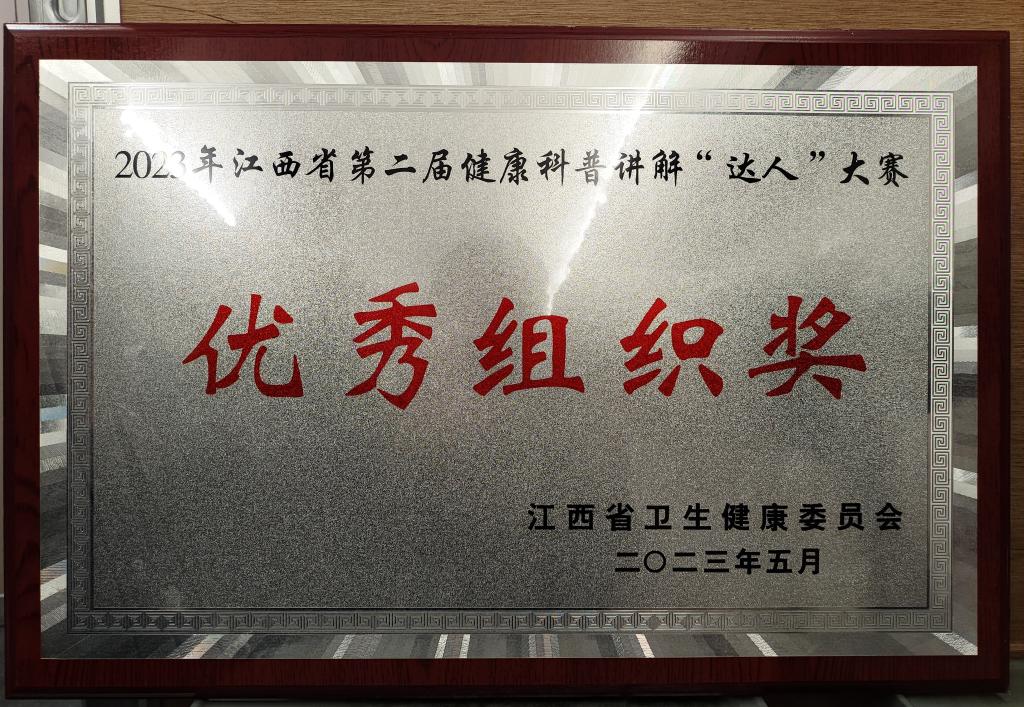 2023年江西省第二届健康科普讲解“达人”大赛
优秀组织奖
江西省卫生健康委员会
二〇二三年五月